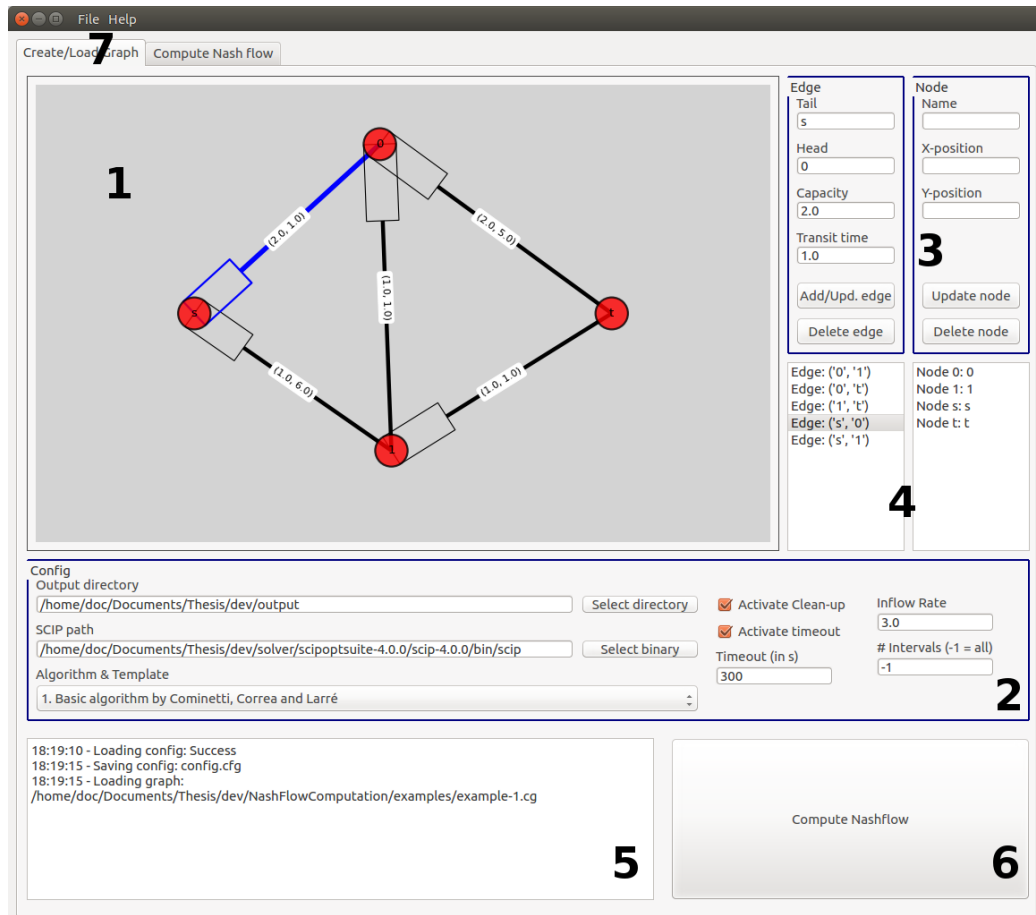 File Help
7
Create/Load Graph
Compute Nash flow
1
0
(2.0, 1.0)
(2.0, 5.0)
(1.0, 1.0)
s
t
(1.0, 6.0)
(1.0, 1.0)
1
Edge
Tail
s
Head
0
Capacity
2.0
Transit time
1.0
Add/Upd. edge
Delete edge
Node
Name
X-position
Y-position
3
Update node
Delete node
Edge: ('0', '1')
Edge: ('0', 't')
Edge: ('1', 't')
Edge: ('s', '0')
Edge: ('s', '1')
Node 0: 0
Node 1: 1
Node s: s
Node t: t
4
Config
Output directory
/home/doc/Documents/Thesis/dev/output
Select directory
SCIP path
/home/doc/Documents/Thesis/dev/solver/scipoptsuite-4.0.0/scip-4.0.0/bin/scip
Select binary
Algorithm & Template
1. Basic algorithm by Cominetti, Correa and Larré
Activate Clean-up
Activate timeout
Timeout (in s)
300
Inflow Rate
3.0
# Intervals (-1 = all)
-1
2
18:19:10 - Loading config: Success
18:19:15 - Saving config: config.cfg
18:19:15 - Loading graph:
/home/doc/Documents/Thesis/dev/NashFlowComputation/examples/example-1.cg
5
Compute Nashflow
6